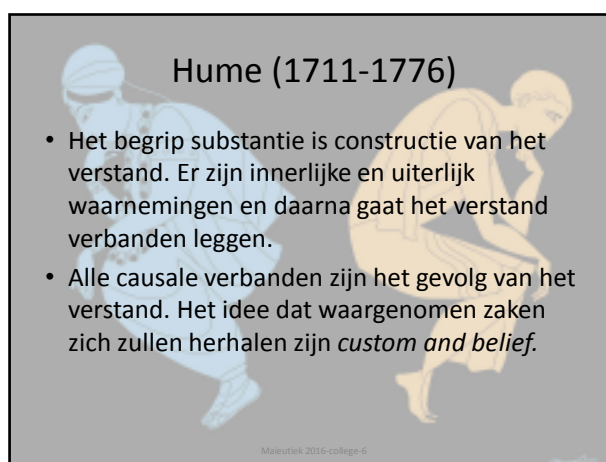 Hume (1711-1776)
• Het begrip substantie is constructie van het
verstand. Er zijn innerlijke en uiterlijk
waarnemingen en daarna gaat het verstand
verbanden leggen.
• Alle causale verbanden zijn het gevolg van het
verstand. Het idee dat waargenomen zaken
zich zullen herhalen zijn custom and belief.
Maieutiek 2016-college-6